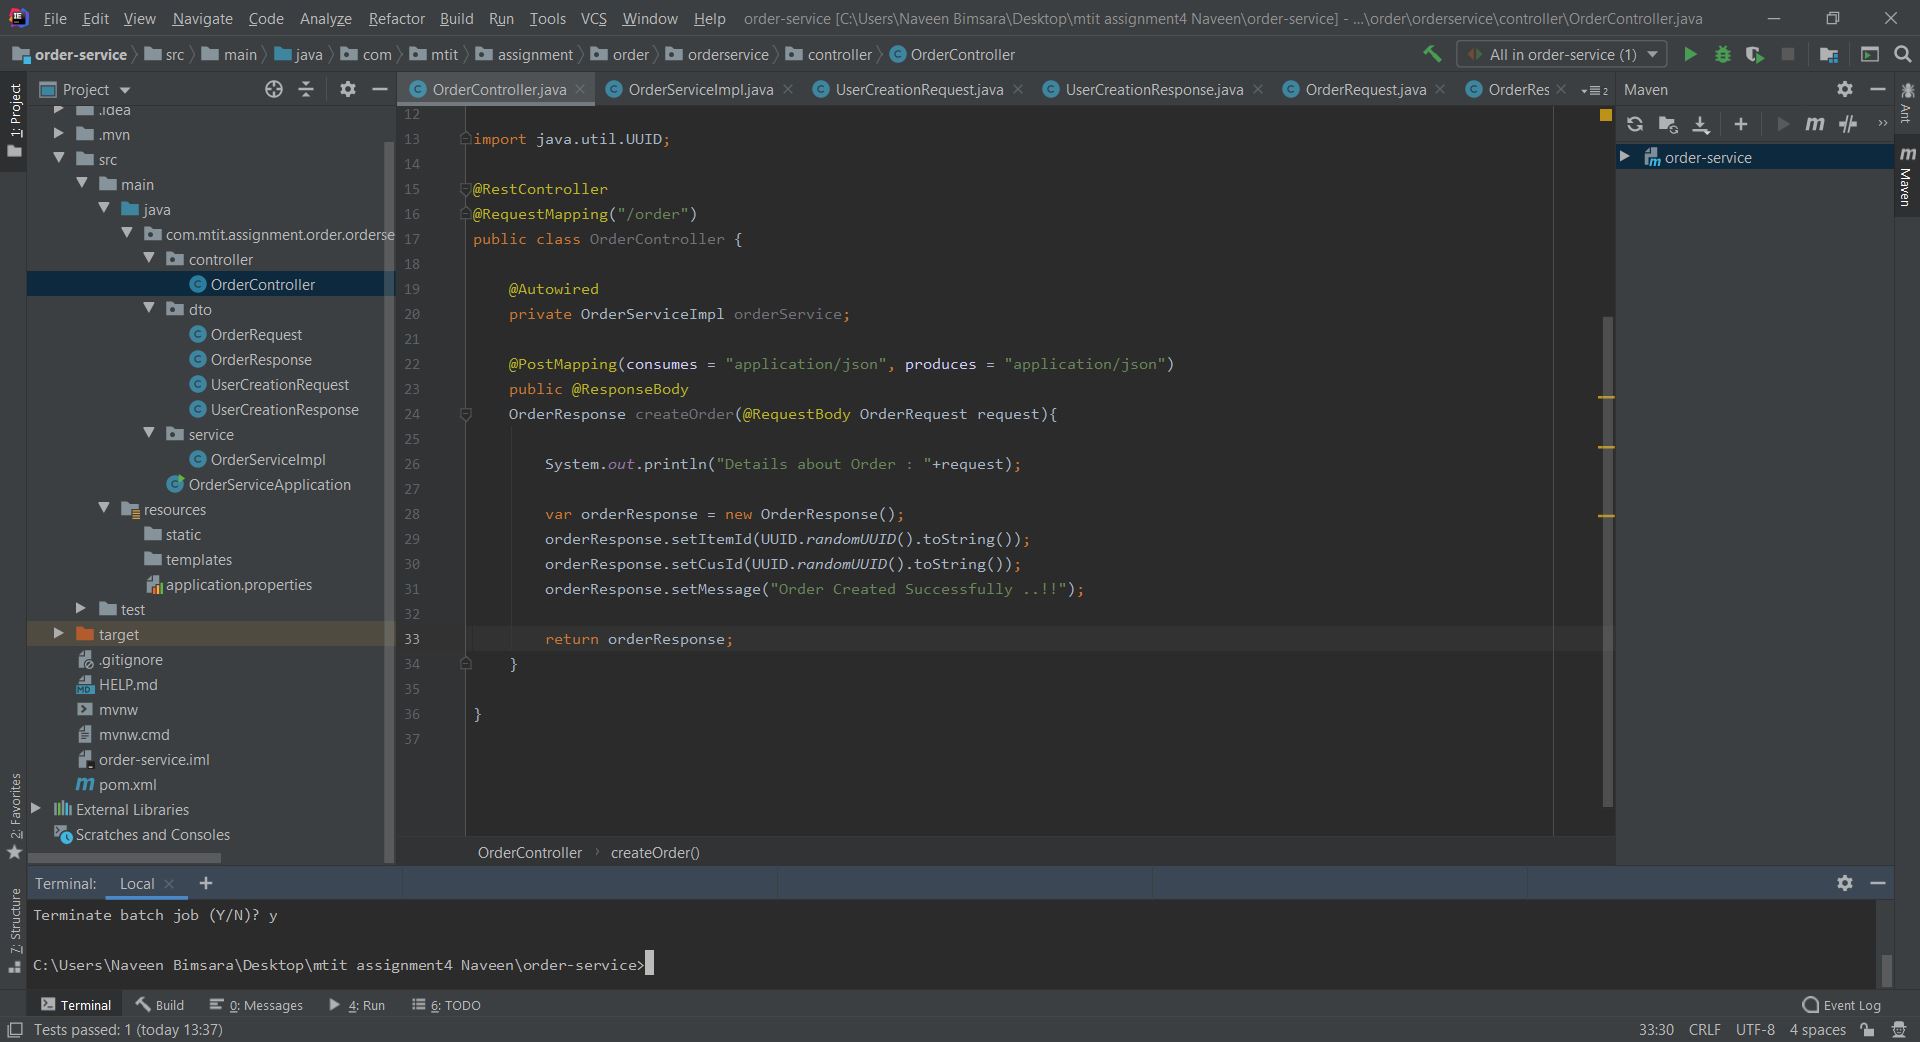 File Edit View Navigate Code Analyze Refactor Build Run Tools VCS Window Help order-service [C:\Users\Naveen Bimsara\Desktop\mtit assignment4 Naveen\order-service] - ...\order\orderservice\controller\OrderController.java
order-service src main java com mtit assignment order orderservice controller OrderController
All in order-service (1)
1: Project
Project
OrderController.java OrderServiceImpl.java UserCreationRequest.java UserCreationResponse.java OrderRequest.java OrderRes 2
Maven
Ant
Maven
order-service
.idea
.mvn
src
main
java
com.mtit.assignment.order.orderse
controller
OrderController
dto
OrderRequest
OrderResponse
UserCreationRequest
UserCreationResponse
service
OrderServiceImpl
OrderServiceApplication
resources
static
templates
application.properties
test
target
.gitignore
HELP.md
mvnw
mvnw.cmd
order-service.iml
pom.xml
External Libraries
Scratches and Consoles
2: Favorites
7: Structure
12
13 import java.util.UUID;
14
15 @RestController
16 @RequestMapping("/order")
17 public class OrderController {
18
19 @Autowired
20 private OrderServiceImpl orderService;
21
22 @PostMapping(consumes = "application/json", produces = "application/json")
23 public @ResponseBody
24 OrderResponse createOrder(@RequestBody OrderRequest request){
25
26 System.out.println("Details about Order : "+request);
27
28 var orderResponse = new OrderResponse();
29 orderResponse.setItemId(UUID.randomUUID().toString());
30 orderResponse.setCusId(UUID.randomUUID().toString());
31 orderResponse.setMessage("Order Created Successfully ..!!");
32
33 return orderResponse;
34 }
35
36 }
37
OrderController createOrder()
Terminal: Local
Terminate batch job (Y/N)? y
C:\Users\Naveen Bimsara\Desktop\mtit assignment4 Naveen\order-service>
Terminal Build 0: Messages 4: Run 6: TODO Event Log
Tests passed: 1 (today 13:37) 33:30 CRLF UTF-8 4 spaces